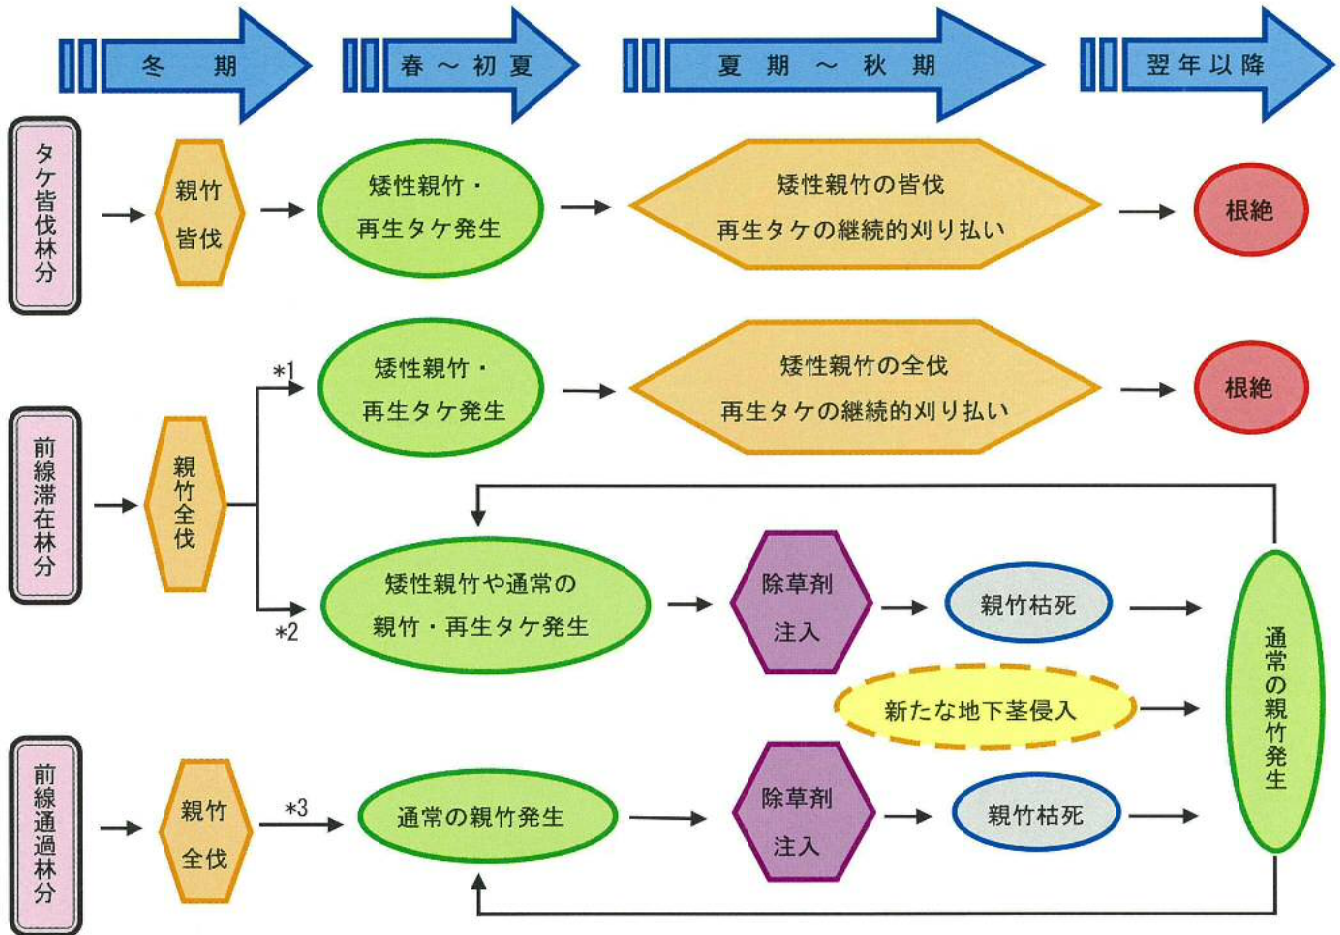 冬期
春～初夏
夏期～秋期
翌年以降
タケ皆伐林分
親竹
皆伐
矮性親竹・
再生タケ発生
矮性親竹の皆伐
再生タケの継続的刈り払い
根絶
前線滞在林分
親竹全伐
*1
矮性親竹・
再生タケ発生
矮性親竹の全伐
再生タケの継続的刈り払い
根絶
*2
矮性親竹や通常の
親竹・再生タケ発生
除草剤
注入
親竹枯死
新たな地下茎侵入
通常の親竹発生
前線通過林分
親竹
全伐
*3
通常の親竹発生
除草剤
注入
親竹枯死